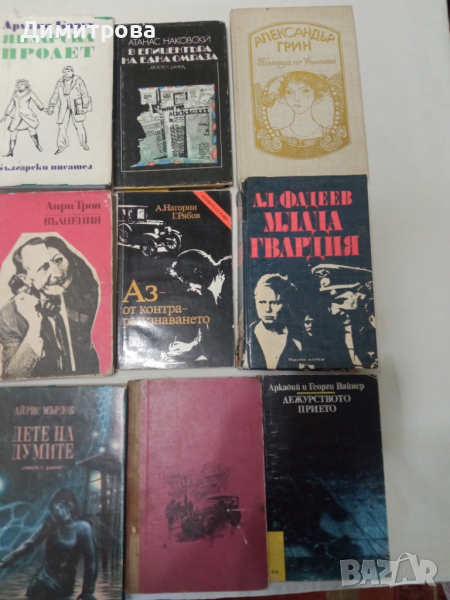 Димитрова
ПРОЛЕТ
български писател
АТАНАС НАКОВСКИ
В ЕПИЦЕНТЪРА
НА ЕДНА ОМРАЗА
АЛЕКСАНДЪР
ГРИН
Анри Троа
ВЪЛНЕНИЯ
А. Нагорни
Г. Рябов
Аз –
от контра-
разузнаването
АЛ. ФАДЕЕВ
МЛАДА
ГВАРДИЯ
АЙРИС МЪРДОК
ДЕТЕ НА
ДУМИТЕ
Аркадий и Георги Вайнер
ДЕЖУРСТВОТО
ПРИЕТО
BAZAR